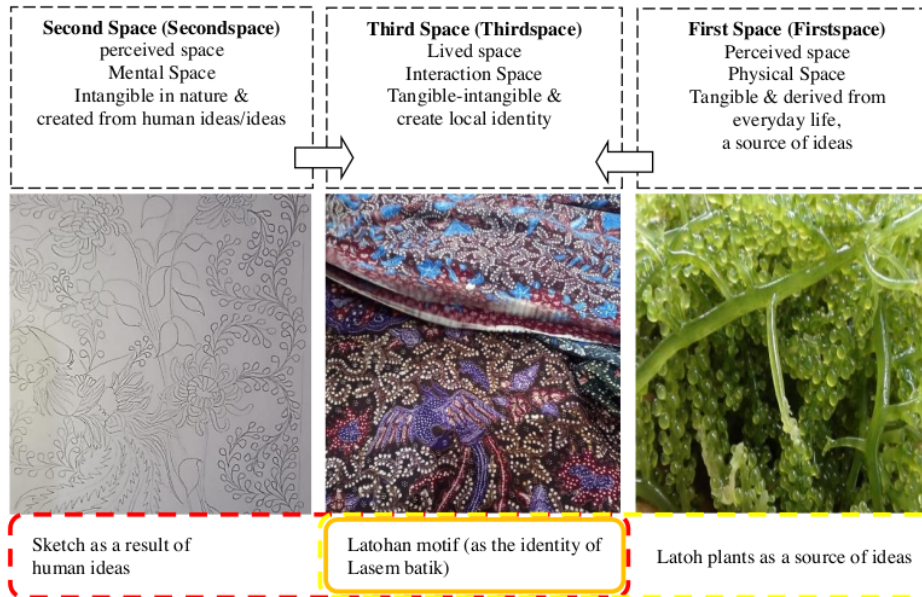 Second Space (Secondspace)
perceived space
Mental Space
Intangible in nature &
created from human ideas/ideas
Third Space (Thirdspace)
Lived space
Interaction Space
Tangible-intangible &
create local identity
First Space (Firstspace)
Perceived space
Physical Space
Tangible & derived from
everyday life,
a source of ideas
Sketch as a result of
human ideas
Latohan motif (as the identity of
Lasem batik)
Latoh plants as a source of ideas